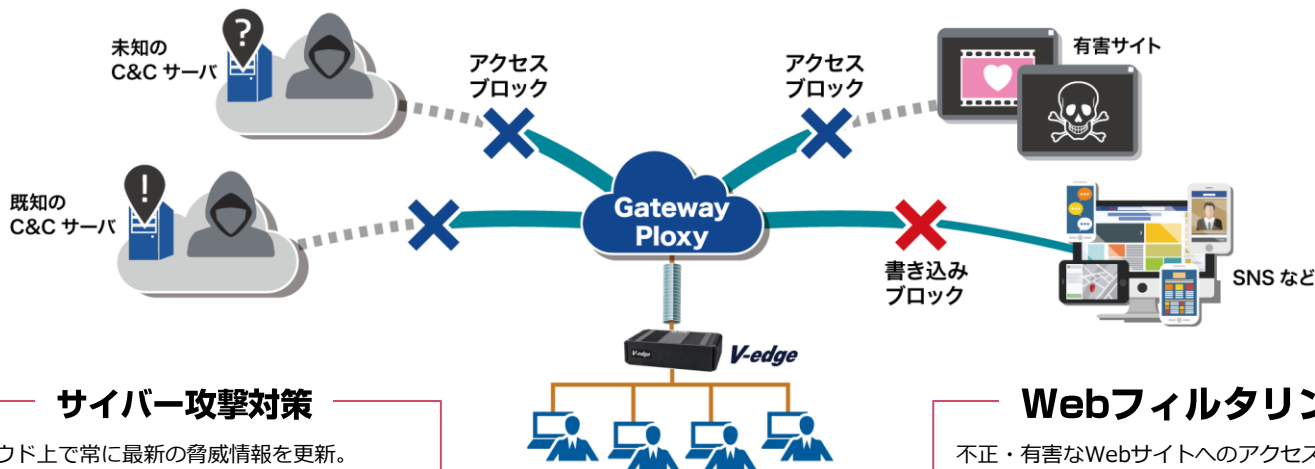 未知の
C&C サーバ
?
アクセス
ブロック
アクセス
ブロック
有害サイト
既知の
C&C サーバ
!
Gateway
Ploxy
書き込み
ブロック
SNS など
V-edge
V-edge
サイバー攻撃対策
ウド上で常に最新の脅威情報を更新。
Webフィルタリン
不正・有害なWebサイトへのアクセス